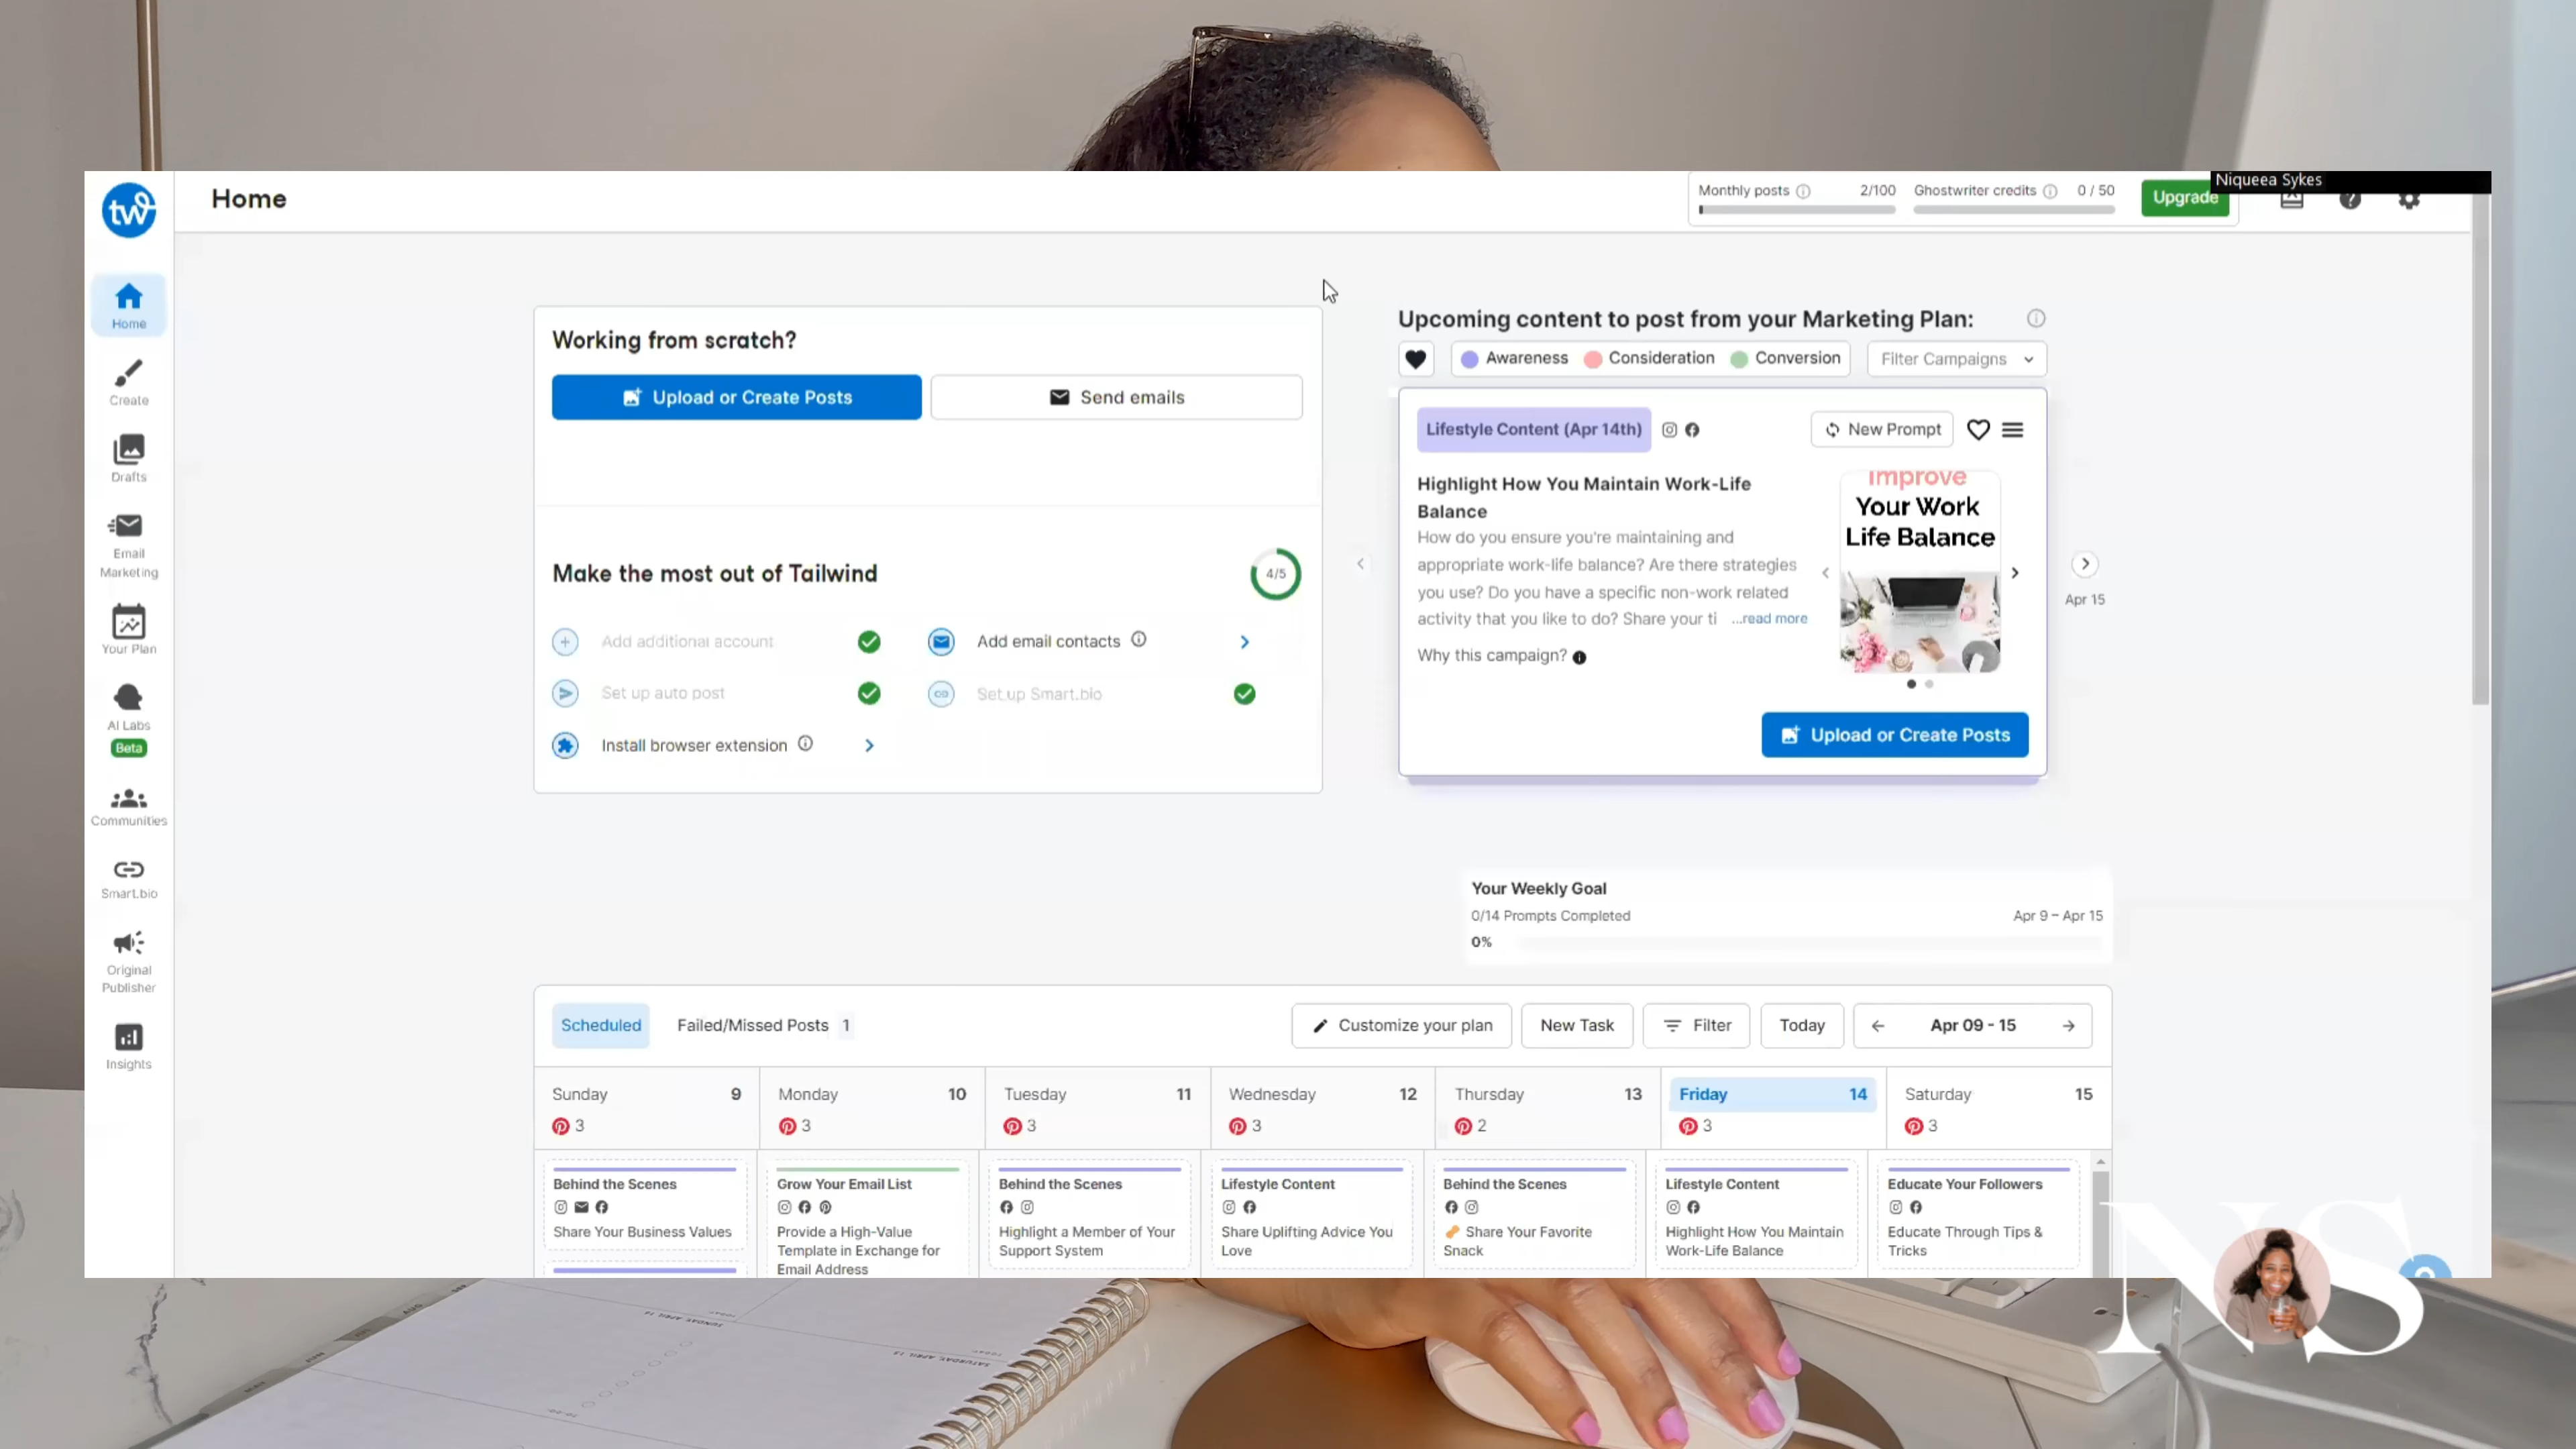 Niqueea Sykes
tw
Home
Monthly posts 2/100 Ghostwriter credits 0 / 50
Upgrade
Home
Create
Drafts
Email
Marketing
Your Plan
AI Labs
Beta
Communities
Smart.bio
Original
Publisher
Insights
Working from scratch?
Upload or Create Posts
Send emails
Make the most out of Tailwind
4/5
Add additional account
Add email contacts
Set up auto post
Set up Smart.bio
Install browser extension
Upcoming content to post from your Marketing Plan:
Awareness Consideration Conversion
Filter Campaigns
Lifestyle Content (Apr 14th)
New Prompt
Highlight How You Maintain Work-Life
Balance
How do you ensure you're maintaining and
appropriate work-life balance? Are there strategies
you use? Do you have a specific non-work related
activity that you like to do? Share your ti ...read more
Why this campaign?
Improve
Your Work
Life Balance
Apr 15
Upload or Create Posts
Your Weekly Goal
0/14 Prompts Completed
Apr 9 – Apr 15
0%
Scheduled
Failed/Missed Posts 1
Customize your plan
New Task
Filter
Today
Apr 09 - 15
Sunday 9
3
Monday 10
3
Tuesday 11
3
Wednesday 12
3
Thursday 13
2
Friday 14
3
Saturday 15
3
Behind the Scenes
Share Your Business Values
Grow Your Email List
Provide a High-Value
Template in Exchange for
Email Address
Behind the Scenes
Highlight a Member of Your
Support System
Lifestyle Content
Share Uplifting Advice You
Love
Behind the Scenes
Share Your Favorite
Snack
Lifestyle Content
Highlight How You Maintain
Work-Life Balance
Educate Your Followers
Educate Through Tips &
Tricks
NS
SUNDAY, APRIL 16
SATURDAY, APRIL 15